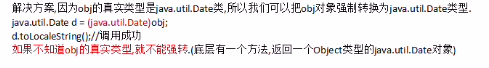 解决方案,因为obj的真实类型是java.util.Date类,所以我们可以把obj对象强制转换为java.util.Date类型.
java.util.Date d = (java.util.Date)obj;
d.toLocaleString();//调用成功
如果不知道obj的真实类型,就不能强转.(底层有一个方法,返回一个Object类型的java.util.Date对象)